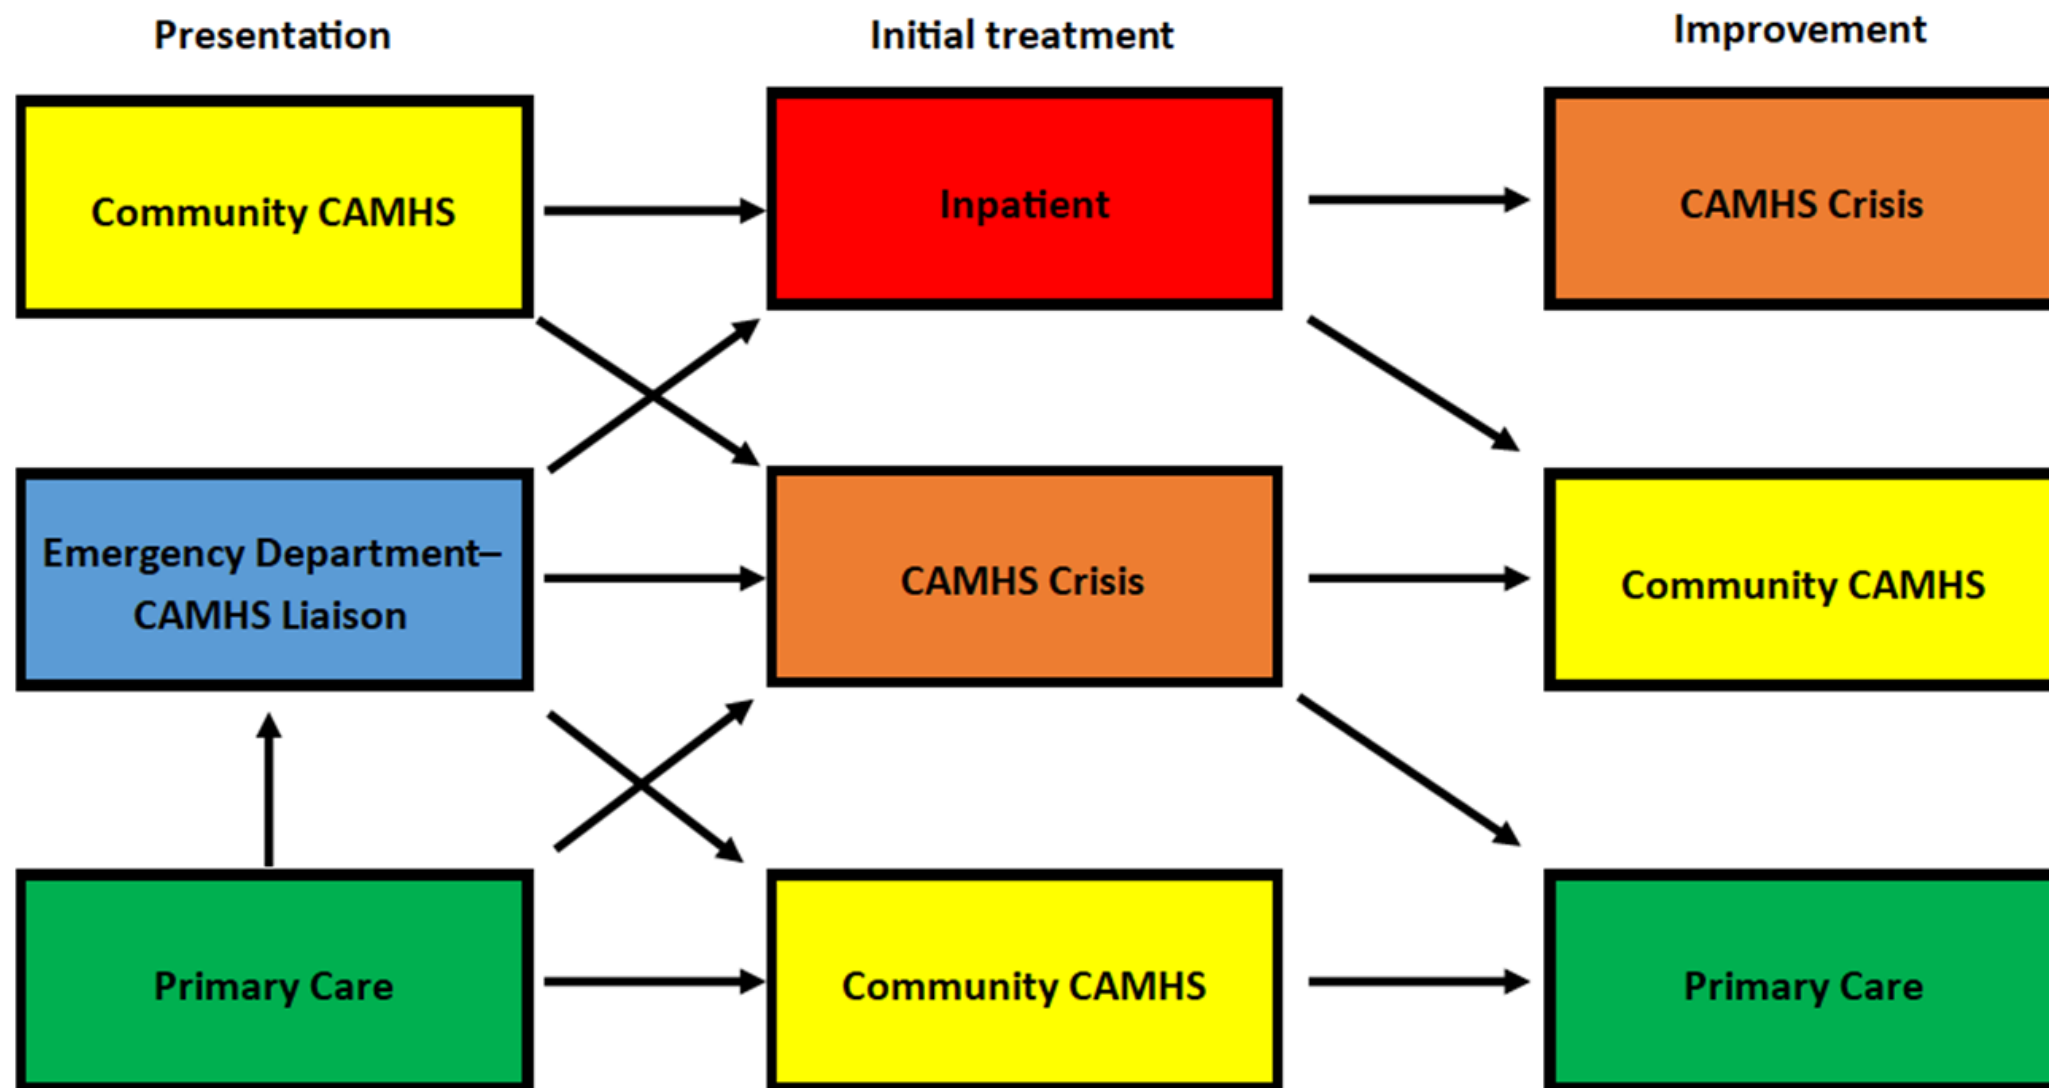 Presentation
Initial treatment
Improvement
Community CAMHS
Inpatient
CAMHS Crisis
Emergency Department–
CAMHS Liaison
CAMHS Crisis
Community CAMHS
Primary Care
Community CAMHS
Primary Care